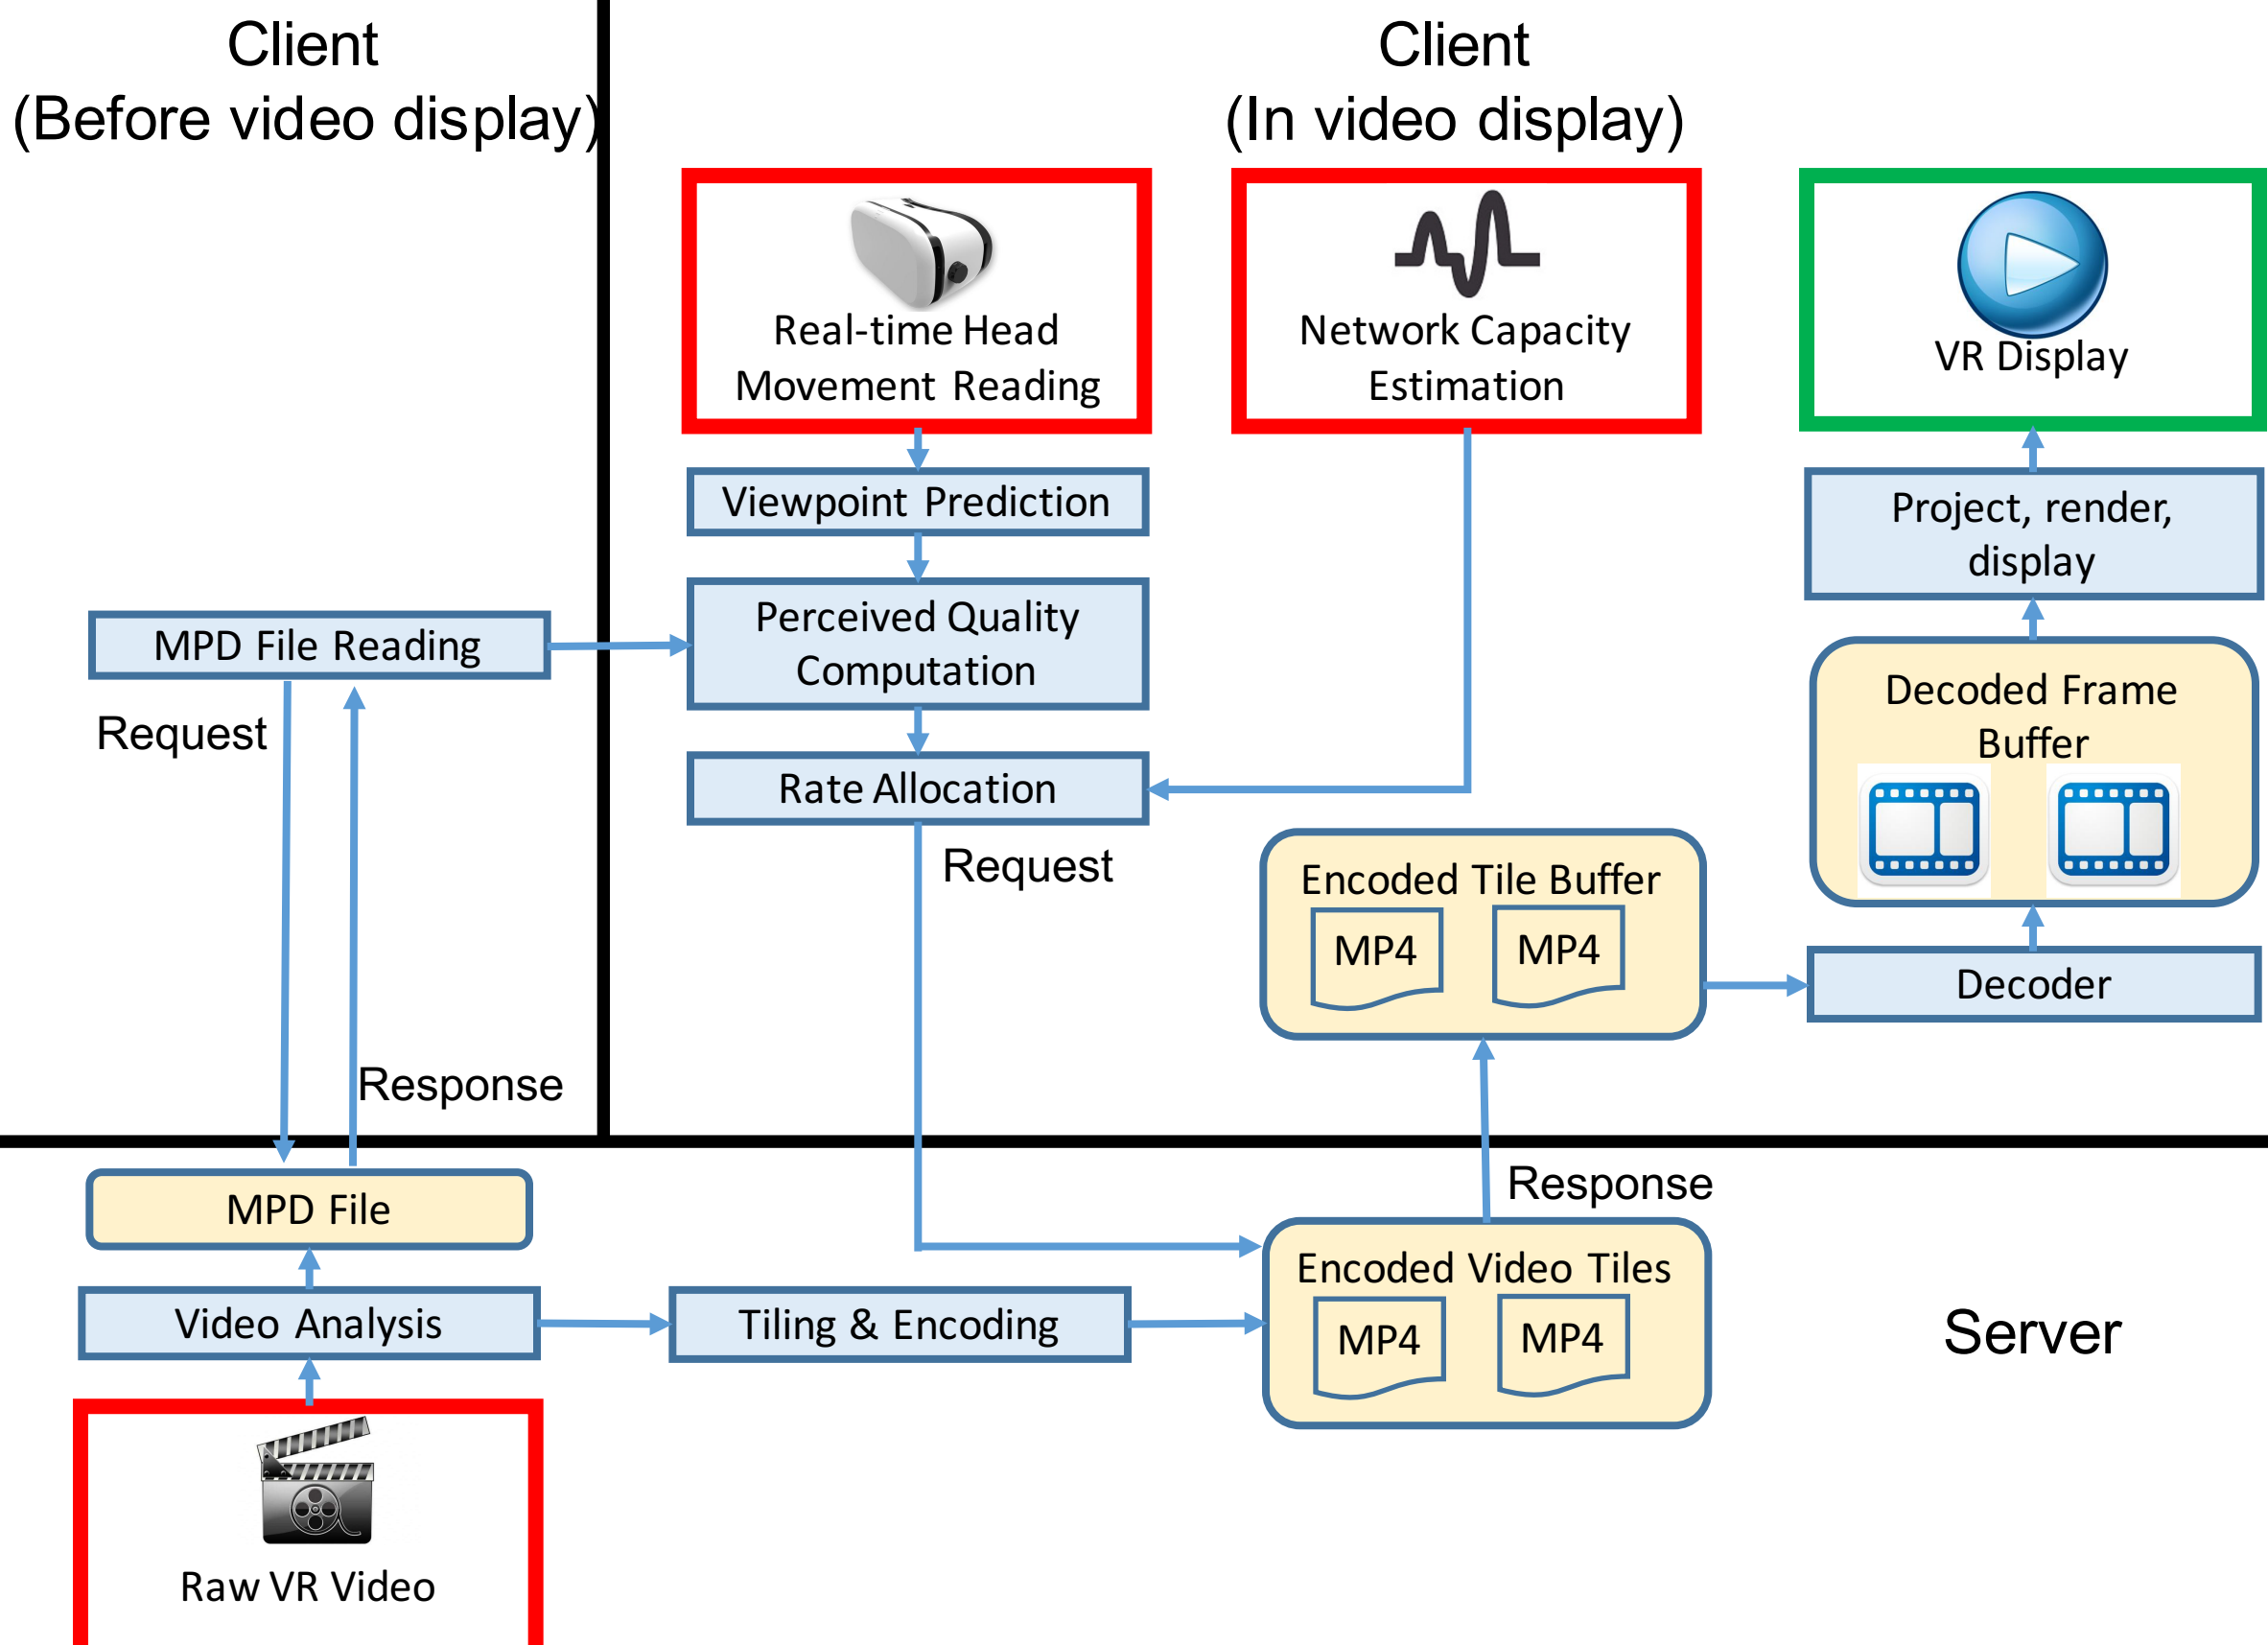 Client
(Before video display)
Client
(In video display)
Real-time Head
Movement Reading
Network Capacity
Estimation
VR Display
Viewpoint Prediction
Project, render,
display
Perceived Quality
Computation
MPD File Reading
Decoded Frame
Buffer
Request
Rate Allocation
Request
Encoded Tile Buffer
MP4
MP4
Decoder
Response
Response
MPD File
Encoded Video Tiles
MP4
MP4
Video Analysis
Tiling & Encoding
Server
Raw VR Video